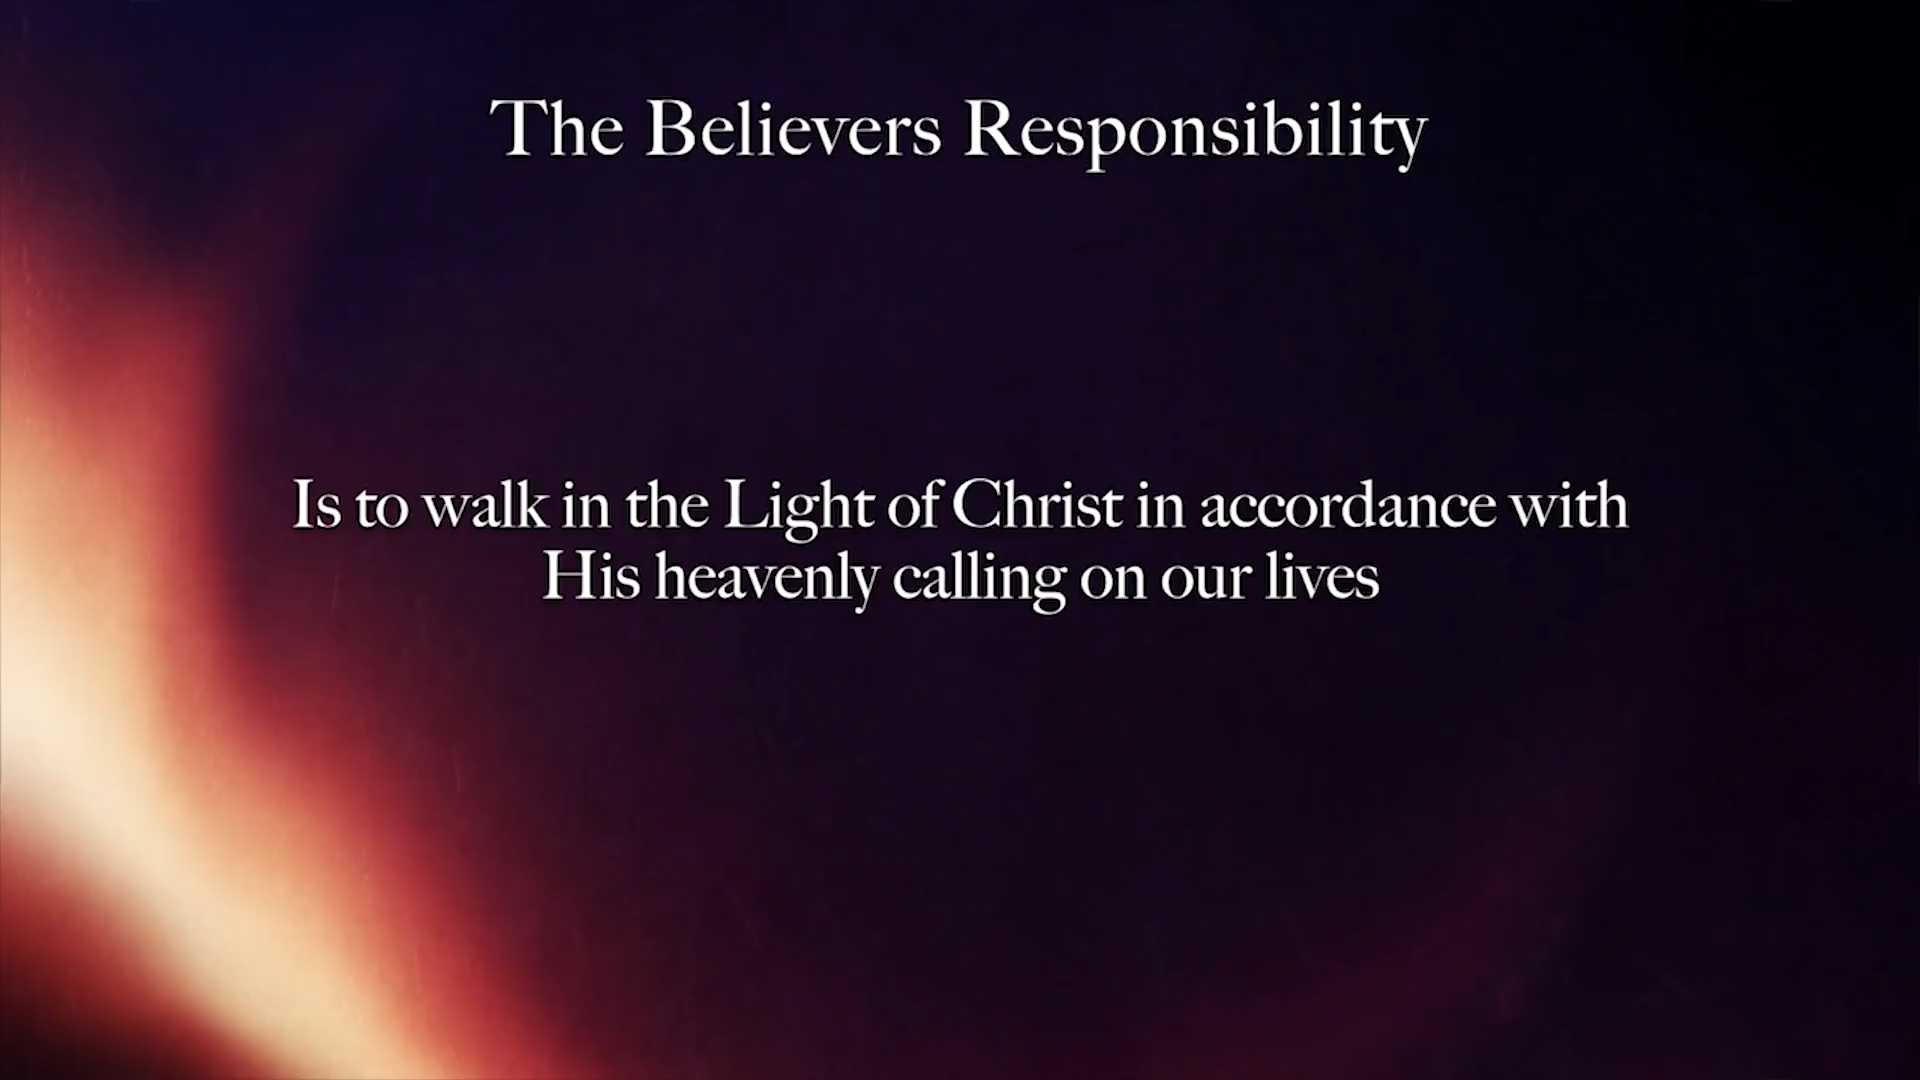 The Believers Responsibility
Is to walk in the Light of Christ in accordance with
His heavenly calling on our lives